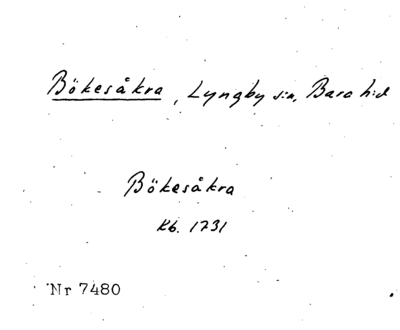 Bökesåkra, Lyngby s:n, Bara h:d
Bökesåkra
Kb. 1731
Nr 7480